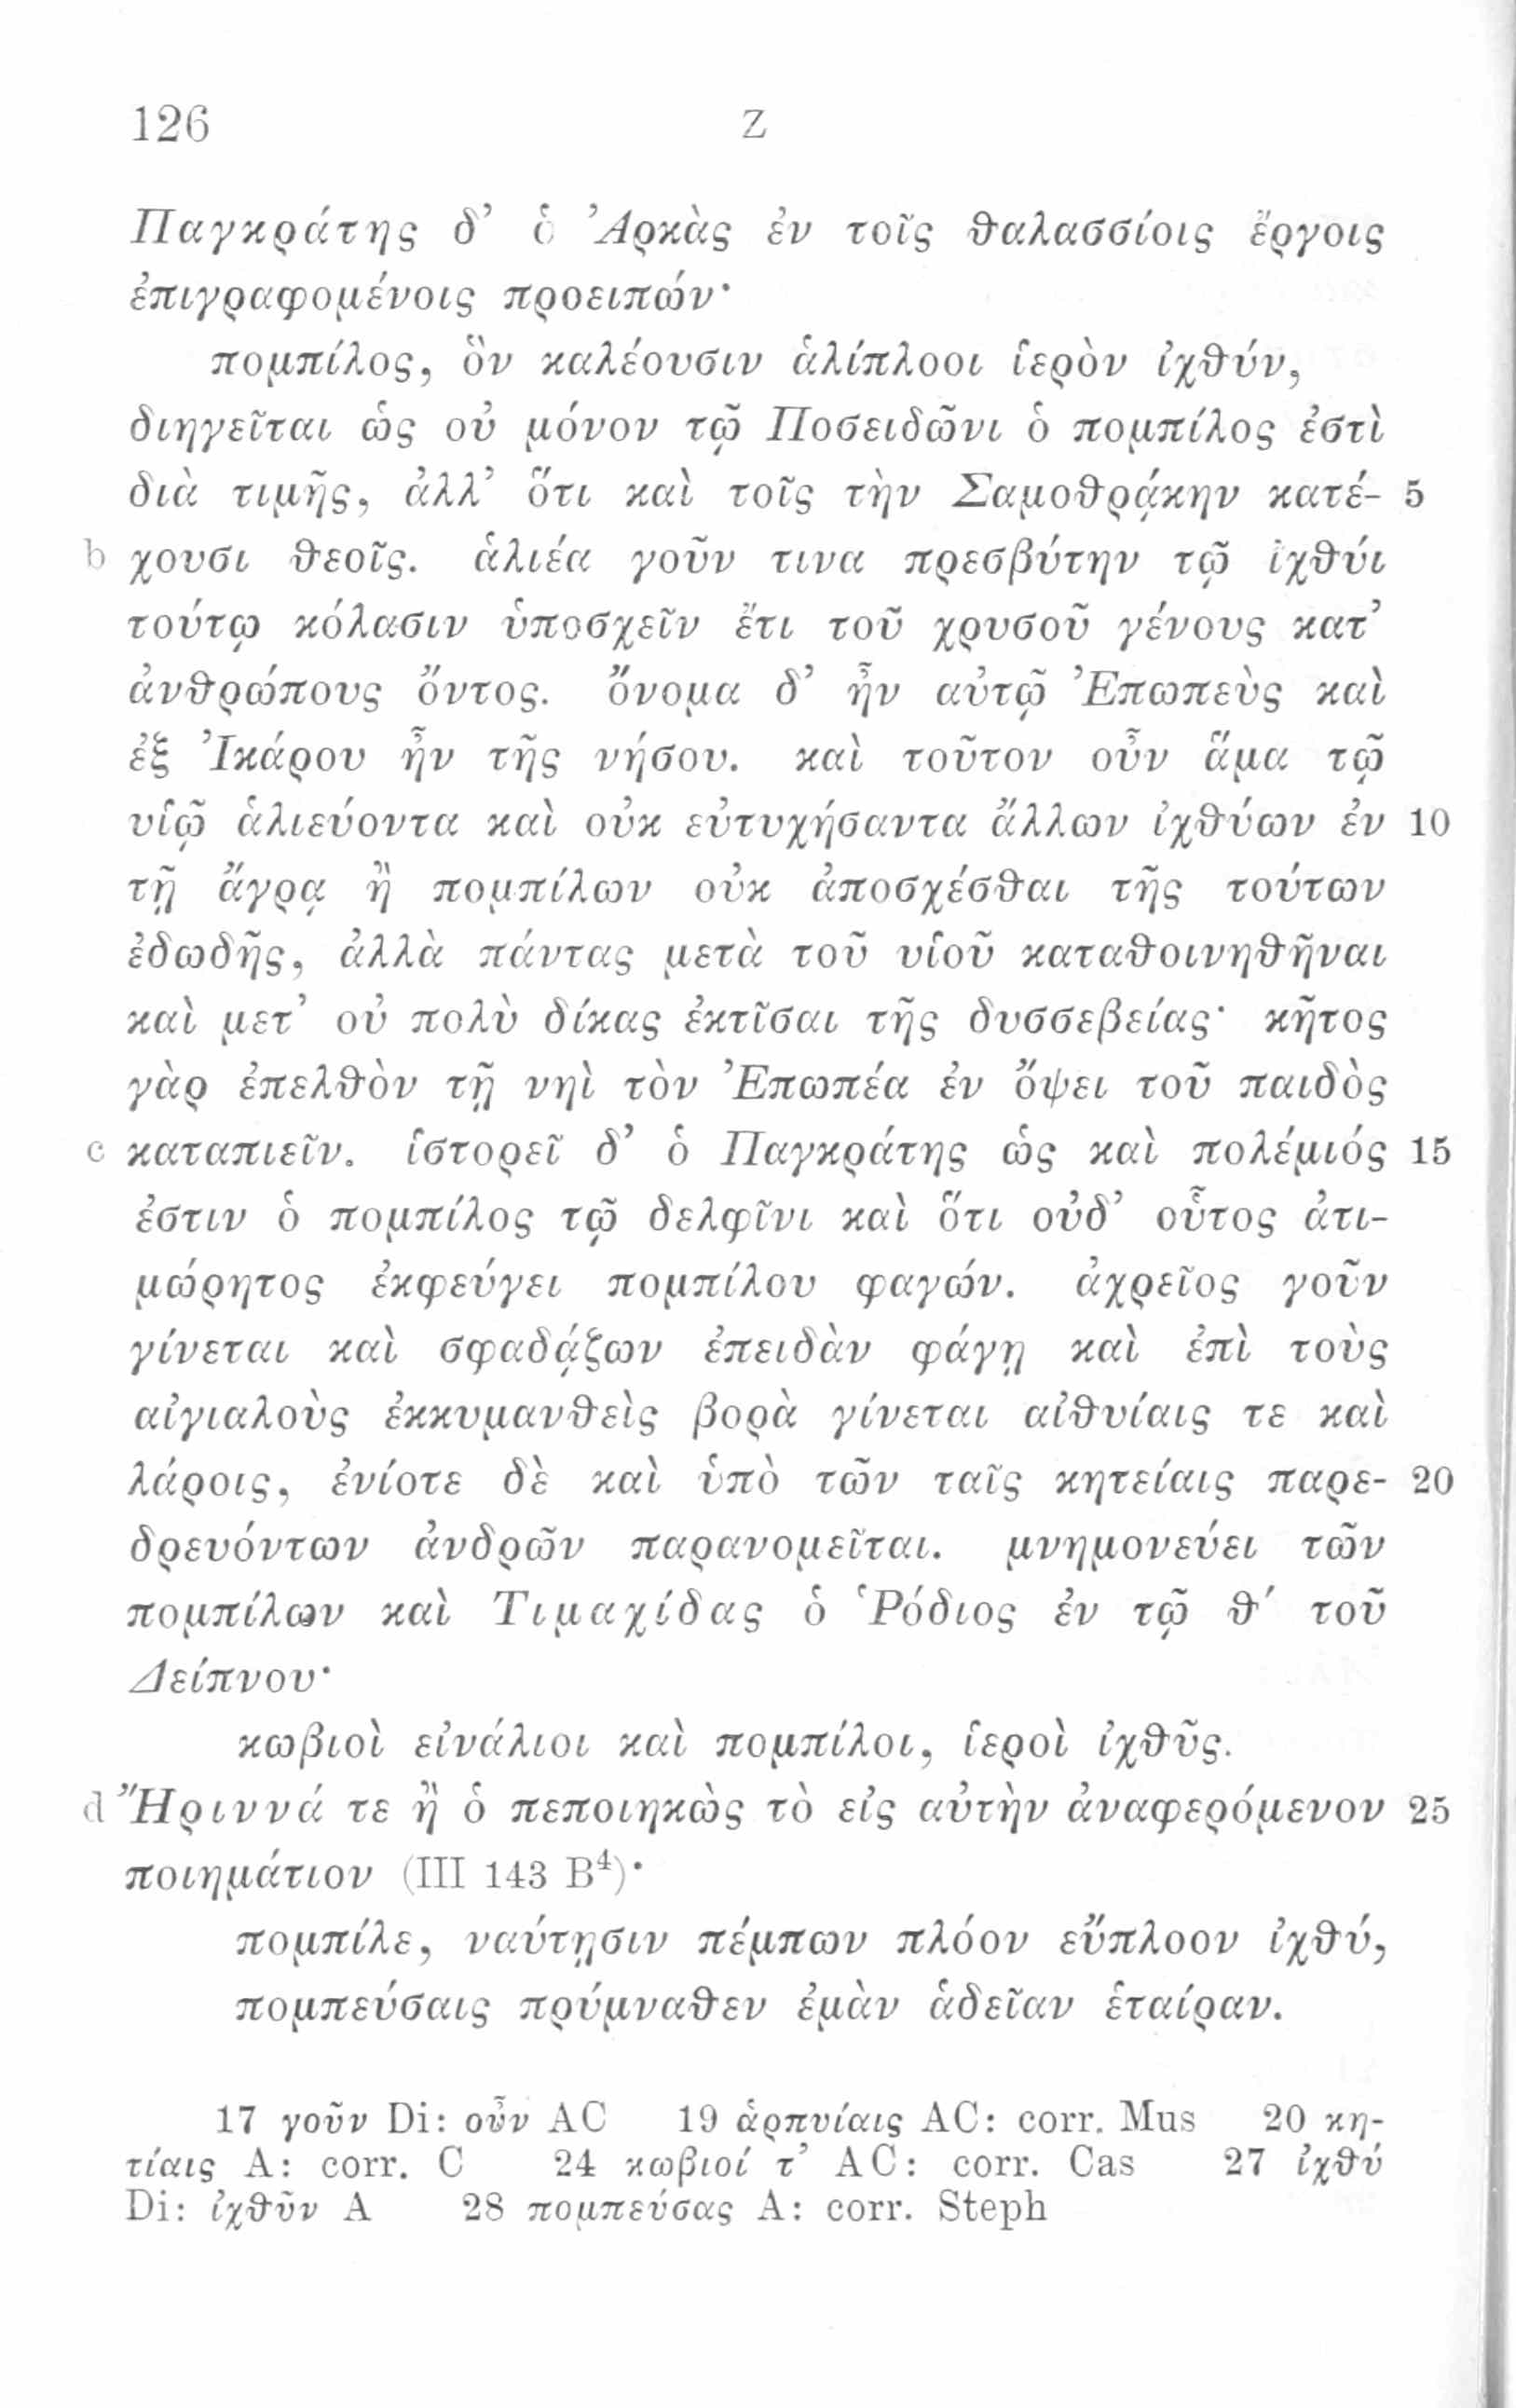 126 Z
Παγκράτης δ’ ὁ Ἀρκὰς ἐν τοῖς θαλασσίοις ἔργοις
ἐπιγραφομένοις προειπών·
πομπίλος, ὃν καλέουσιν ἁλίπλοοι ἱερὸν ἰχθύν,
διηγεῖται ὡς οὐ μόνον τῷ Ποσειδῶνι ὁ πομπίλος ἐστὶ
διὰ τιμῆς, ἀλλ’ ὅτι καὶ τοῖς τὴν Σαμοθρᾴκην κατέ- 5
b χουσι θεοῖς. ἁλιέα γοῦν τινα πρεσβύτην τῷ ἰχθύι
τούτῳ κόλασιν ὑποσχεῖν ἔτι τοῦ χρυσοῦ γένους κατ’
ἀνθρώπους ὄντος. ὄνομα δ’ ἦν αὐτῷ Ἐπωπεὺς καὶ
ἐξ Ἰκάρου ἦν τῆς νήσου. καὶ τοῦτον οὖν ἅμα τῷ
υἱῷ ἁλιεύοντα καὶ οὐκ εὐτυχήσαντα ἄλλων ἰχθύων ἐν 10
τῇ ἄγρᾳ ἢ πομπίλων οὐκ ἀποσχέσθαι τῆς τούτων
ἐδωδῆς, ἀλλὰ πάντας μετὰ τοῦ υἱοῦ καταθοινηθῆναι
καὶ μετ’ οὐ πολὺ δίκας ἐκτῖσαι τῆς δυσσεβείας· κῆτος
γὰρ ἐπελθὸν τῇ νηὶ τὸν Ἐπωπέα ἐν ὄψει τοῦ παιδὸς
c καταπιεῖν. ἱστορεῖ δ’ ὁ Παγκράτης ὡς καὶ πολέμιός 15
ἐστιν ὁ πομπίλος τῷ δελφῖνι καὶ ὅτι οὐδ’ οὗτος ἀτι-
μώρητος ἐκφεύγει πομπίλου φαγών. ἀχρεῖος γοῦν
γίνεται καὶ σφαδᾴζων ἐπειδὰν φάγῃ καὶ ἐπὶ τοὺς
αἰγιαλοὺς ἐκκυμανθεὶς βορὰ γίνεται αἰθυίαις τε καὶ
λάροις, ἐνίοτε δὲ καὶ ὑπὸ τῶν ταῖς κητείαις παρε- 20
δρευόντων ἀνδρῶν παρανομεῖται. μνημονεύει τῶν
πομπίλων καὶ Τιμαχίδας ὁ Ῥόδιος ἐν τῷ θ′ τοῦ
Δείπνου·
κωβιοὶ εἰνάλιοι καὶ πομπίλοι, ἱεροὶ ἰχθῦς.
d Ἤριννά τε ἢ ὁ πεποιηκὼς τὸ εἰς αὐτὴν ἀναφερόμενον 25
ποιημάτιον (III 143 B⁴)·
πομπίλε, ναύτῃσιν πέμπων πλόον εὔπλοον ἰχθύ,
πομπεύσαις πρύμναθεν ἐμὰν ἁδεῖαν ἑταίραν.
17 γοῦν Di: οὖν AC 19 ἁρπυίαις AC: corr. Mus 20 κη-
τίαις A: corr. C 24 κωβιοί τ’ AC: corr. Cas 27 ἰχθύ
Di: ἰχθῦν A 28 πομπεύσας A: corr. Steph